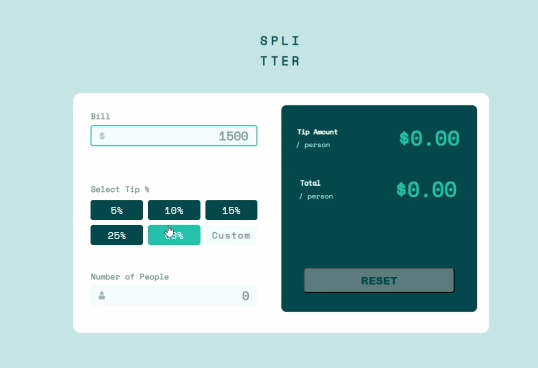 SPLI
TTER
Bill
$ 1500
Select Tip %
5% 10% 15%
25% Custom
Number of People
0
Tip Amount
/ person
$0.00
Total
/ person
$0.00
RESET